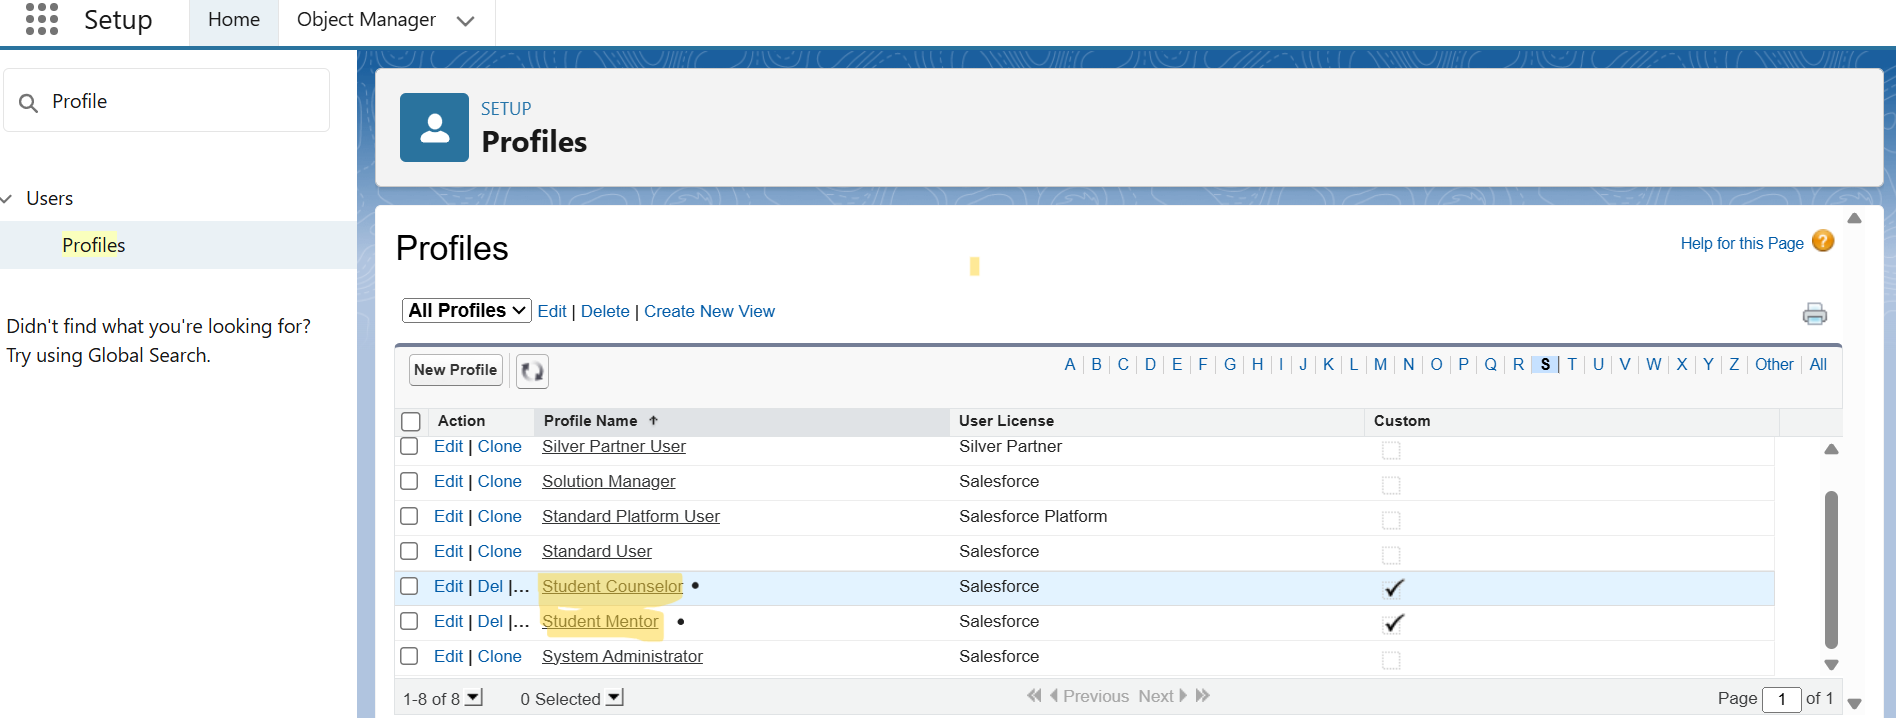 Setup Home Object Manager
Profile
Users
Profiles
Didn't find what you're looking for?
Try using Global Search.
SETUP
Profiles
Profiles
Help for this Page ?
All Profiles Edit | Delete | Create New View
New Profile A | B | C | D | E | F | G | H | I | J | K | L | M | N | O | P | Q | R | S | T | U | V | W | X | Y | Z | Other | All
Action Profile Name ↑ User License Custom
Edit | Clone Silver Partner User Silver Partner
Edit | Clone Solution Manager Salesforce
Edit | Clone Standard Platform User Salesforce Platform
Edit | Clone Standard User Salesforce
Edit | Del |... Student Counselor • Salesforce ✓
Edit | Del |... Student Mentor • Salesforce ✓
Edit | Clone System Administrator Salesforce
1-8 of 8 0 Selected Previous Next Page 1 of 1